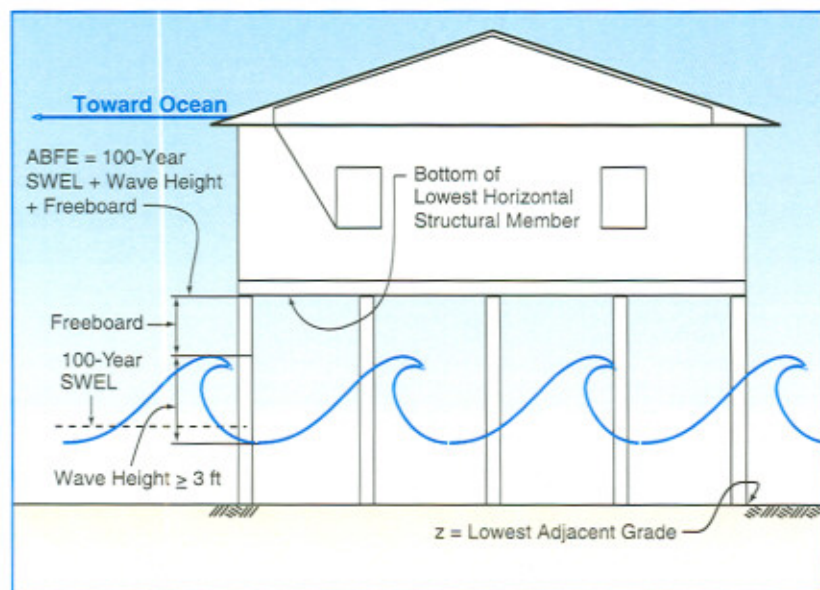 Toward Ocean
ABFE = 100-Year
SWEL + Wave Height
+ Freeboard
Bottom of
Lowest Horizontal
Structural Member
Freeboard
100-Year
SWEL
Wave Height ≥ 3 ft
z = Lowest Adjacent Grade